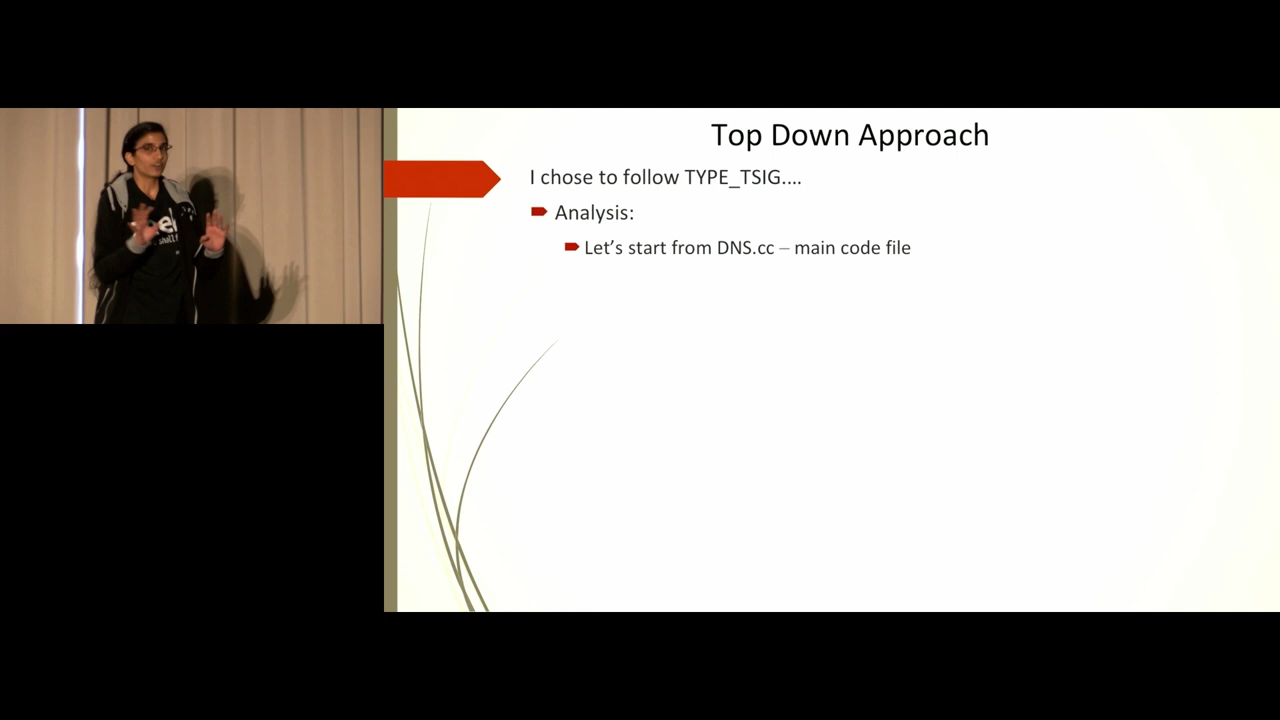 Top Down Approach
I chose to follow TYPE_TSIG....
Analysis:
Let's start from DNS.cc – main code file